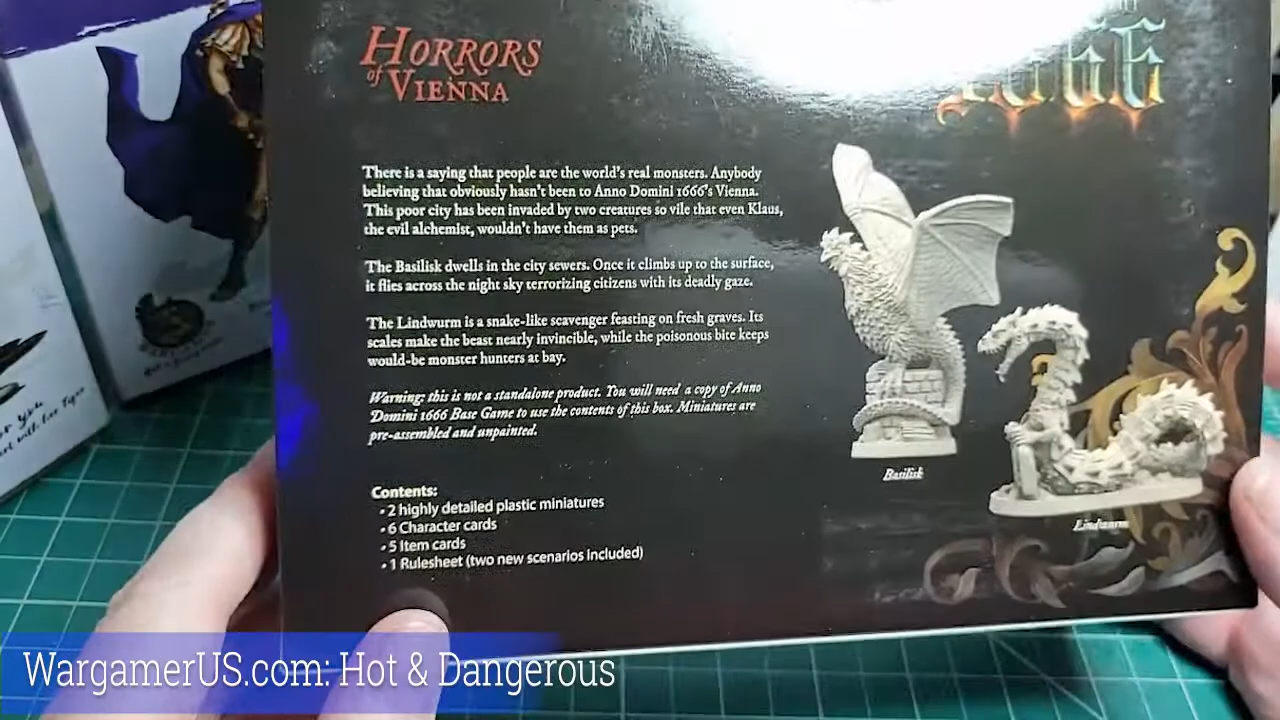 HORRORS
of VIENNA
There is a saying that people are the world's real monsters. Anybody
believing that obviously hasn't been to Anno Domini 1666's Vienna.
This poor city has been invaded by two creatures so vile that even Klaus,
the evil alchemist, wouldn't have them as pets.
The Basilisk dwells in the city sewers. Once it climbs up to the surface,
it flies across the night sky terrorizing citizens with its deadly gaze.
The Lindwurm is a snake-like scavenger feasting on fresh graves. Its
scales make the beast nearly invincible, while the poisonous bite keeps
would-be monster hunters at bay.
Warning: this is not a standalone product. You will need a copy of Anno
Domini 1666 Base Game to use the contents of this box. Miniatures are
pre-assembled and unpainted.
Contents:
• 2 highly detailed plastic miniatures
• 6 Character cards
• 5 Item cards
• 1 Rulesheet (two new scenarios included)
Basilisk
Lindwurm
WargamerUS.com: Hot & Dangerous